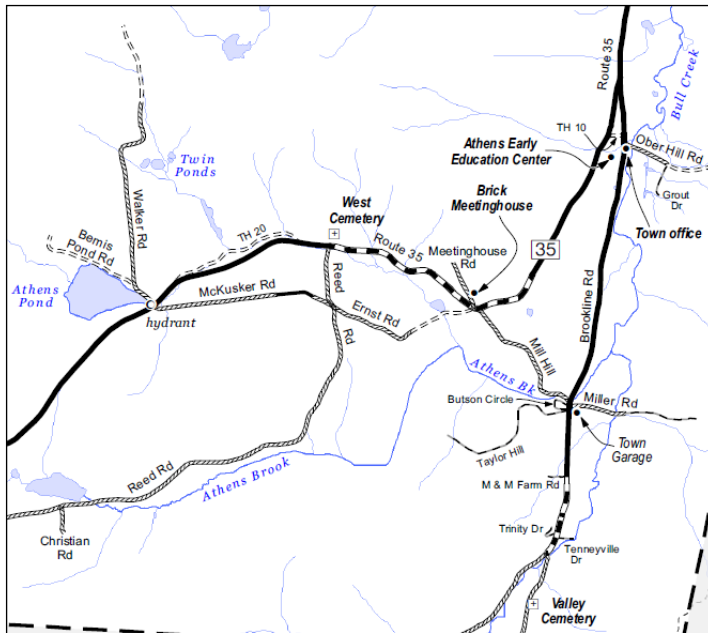 Route 35
Bull Creek
TH 10
Athens Early
Education Center
Ober Hill Rd
Grout
Dr
Twin
Ponds
Walker Rd
West
Cemetery
Brick
Meetinghouse
Town office
TH 20
Route 35
Meetinghouse
Rd
35
Bemis
Pond Rd
Athens
Pond
McKusker Rd
hydrant
Reed
Rd
Ernst Rd
Brookline Rd
Mill Hill
Athens Bk
Butson Circle
Miller Rd
Taylor Hill
Town
Garage
Reed Rd
Athens Brook
M & M Farm Rd
Christian
Rd
Trinity Dr
Tenneyville
Dr
Valley
Cemetery